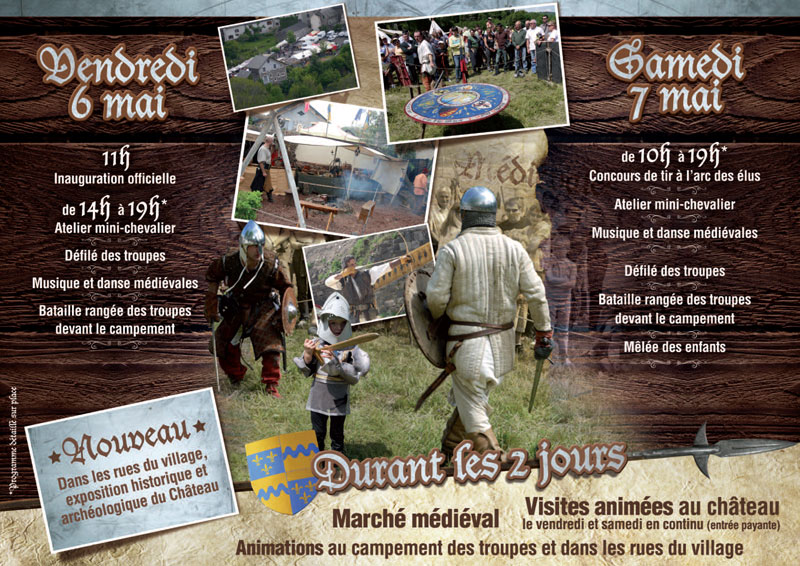 Vendredi
6 mai
11h
Inauguration officielle
de 14h à 19h*
Atelier mini-chevalier
Défilé des troupes
Musique et danse médiévales
Bataille rangée des troupes
devant le campement
Samedi
7 mai
de 10h à 19h*
Concours de tir à l'arc des élus
Atelier mini-chevalier
Musique et danse médiévales
Défilé des troupes
Bataille rangée des troupes
devant le campement
Mêlée des enfants
Médi
*Programme détaillé sur place
Nouveau
Dans les rues du village,
exposition historique et
archéologique du Château
Durant les 2 jours
Marché médiéval
Visites animées au château
le vendredi et samedi en continu (entrée payante)
Animations au campement des troupes et dans les rues du village